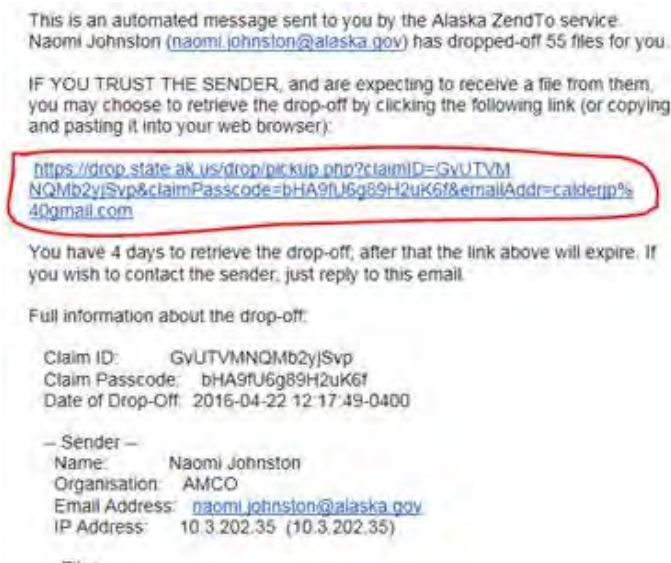 This is an automated message sent to you by the Alaska ZendTo service.
Naomi Johnston (naomi.johnston@alaska.gov) has dropped-off 55 files for you.
IF YOU TRUST THE SENDER, and are expecting to receive a file from them,
you may choose to retrieve the drop-off by clicking the following link (or copying
and pasting it into your web browser):
https://drop.state.ak.us/drop/pickup.php?claimID=GvUTVM
NQMb2yjSvp&claimPasscode=bHA9fU6g89H2uK6f&emailAddr=calderjp%
40gmail.com
You have 4 days to retrieve the drop-off; after that the link above will expire. If
you wish to contact the sender, just reply to this email.
Full information about the drop-off:
Claim ID: GvUTVMNQMb2yjSvp
Claim Passcode: bHA9fU6g89H2uK6f
Date of Drop-Off: 2016-04-22 12:17:49-0400
-- Sender --
Name: Naomi Johnston
Organisation: AMCO
Email Address: naomi.johnston@alaska.gov
IP Address: 10.3.202.35 (10.3.202.35)